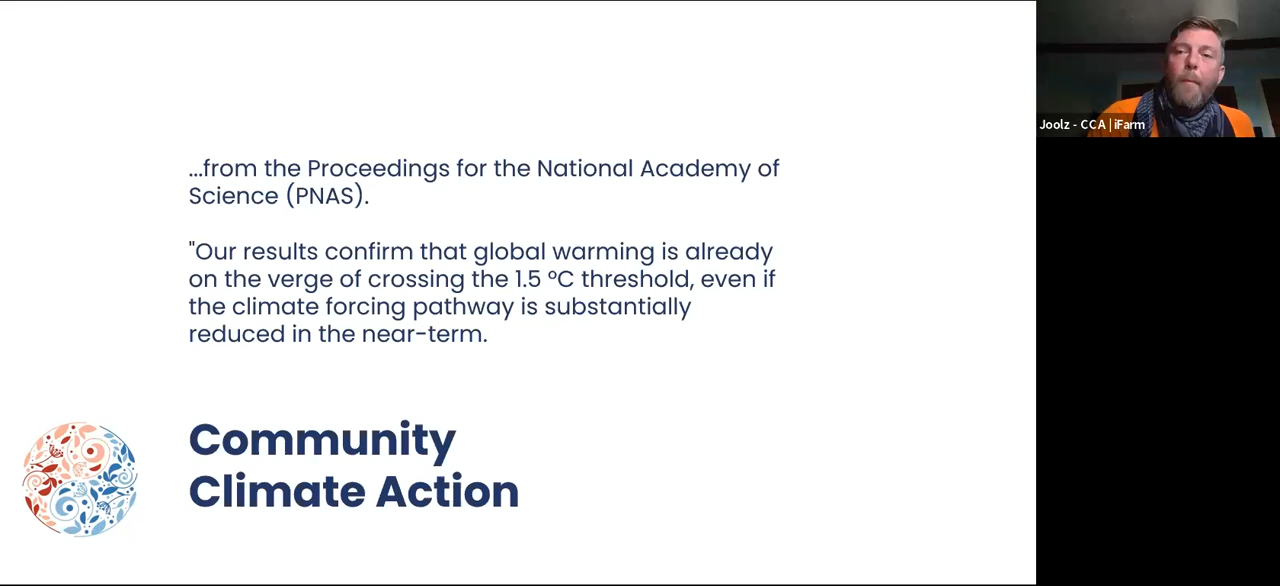 ...from the Proceedings for the National Academy of
Science (PNAS).
"Our results confirm that global warming is already
on the verge of crossing the 1.5 ºC threshold, even if
the climate forcing pathway is substantially
reduced in the near-term.
Community
Climate Action
Joolz - CCA | iFarm